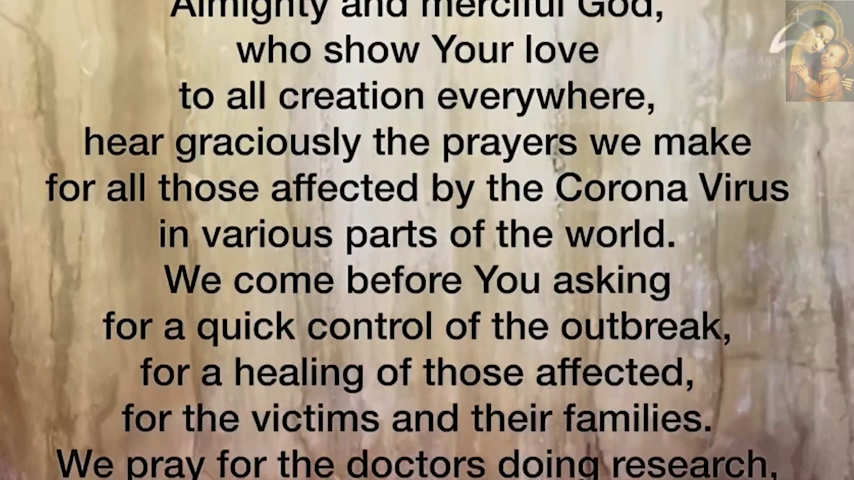 Almighty and merciful God,
who show Your love
to all creation everywhere,
hear graciously the prayers we make
for all those affected by the Corona Virus
in various parts of the world.
We come before You asking
for a quick control of the outbreak,
for a healing of those affected,
for the victims and their families.
We pray for the doctors doing research,